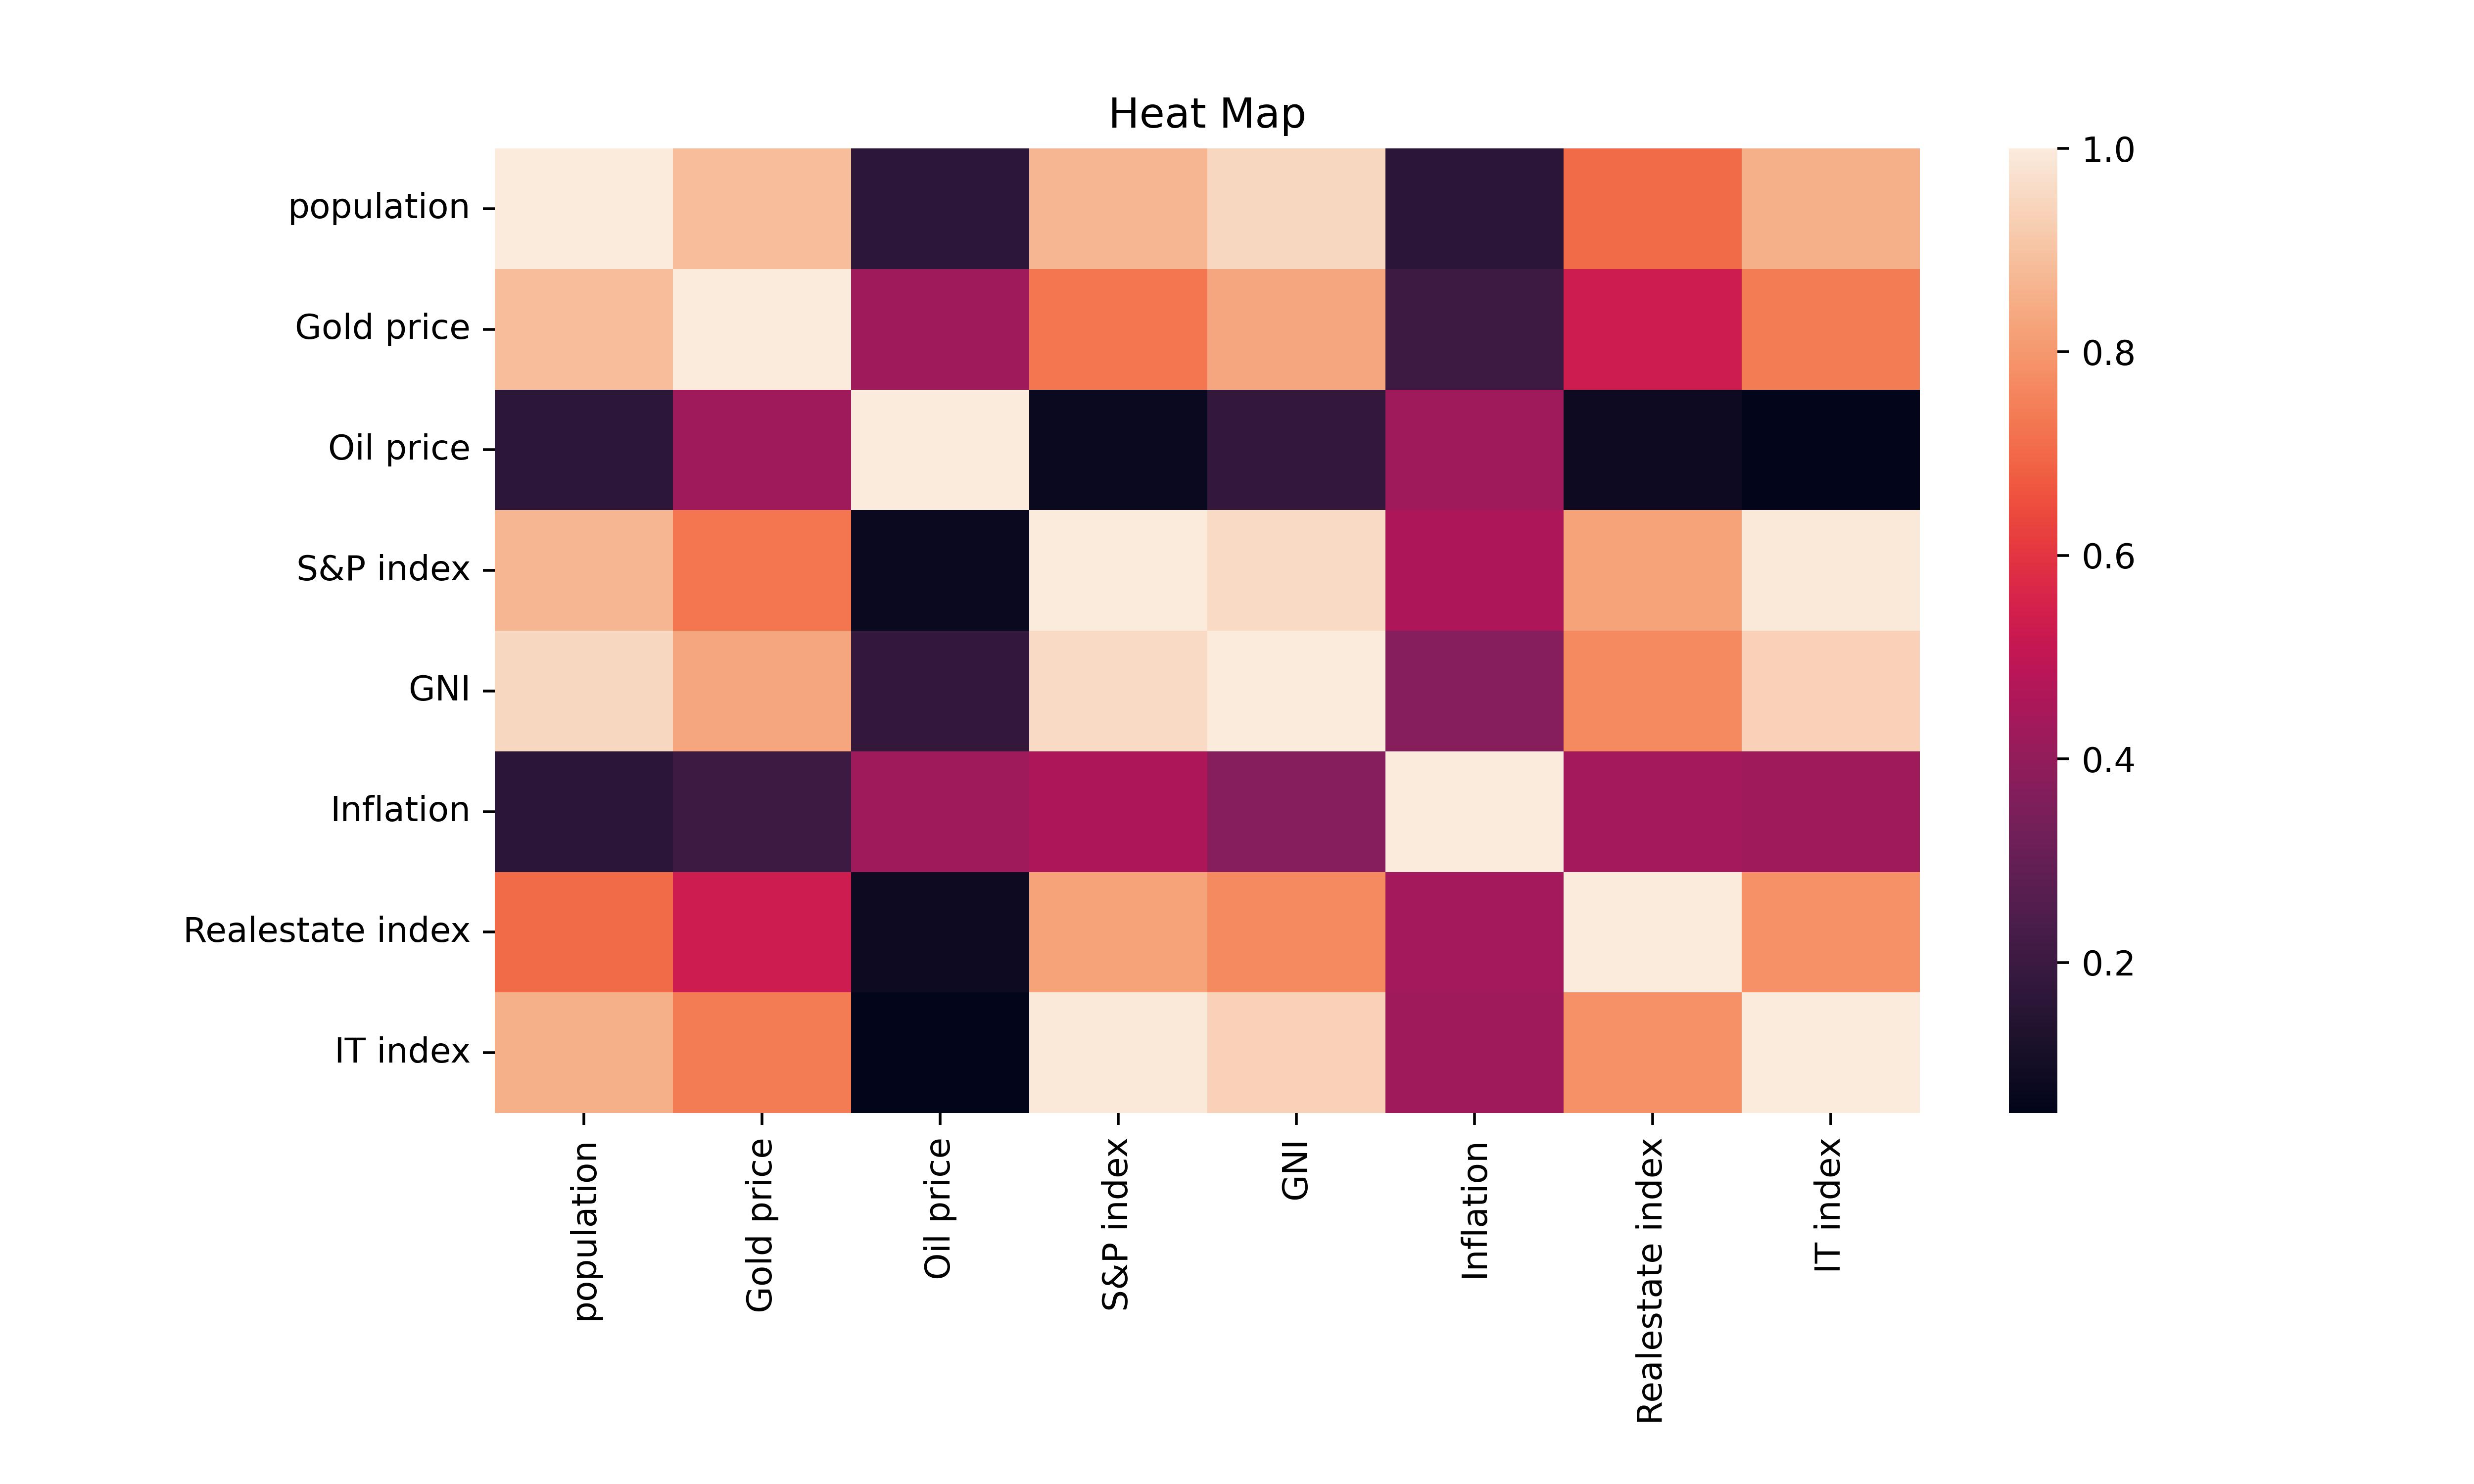 Heat Map
population
Gold price
Oil price
S&P index
GNI
Inflation
Realestate index
IT index
1.0
0.8
0.6
0.4
0.2
population
Gold price
Oil price
S&P index
GNI
Inflation
Realestate index
IT index